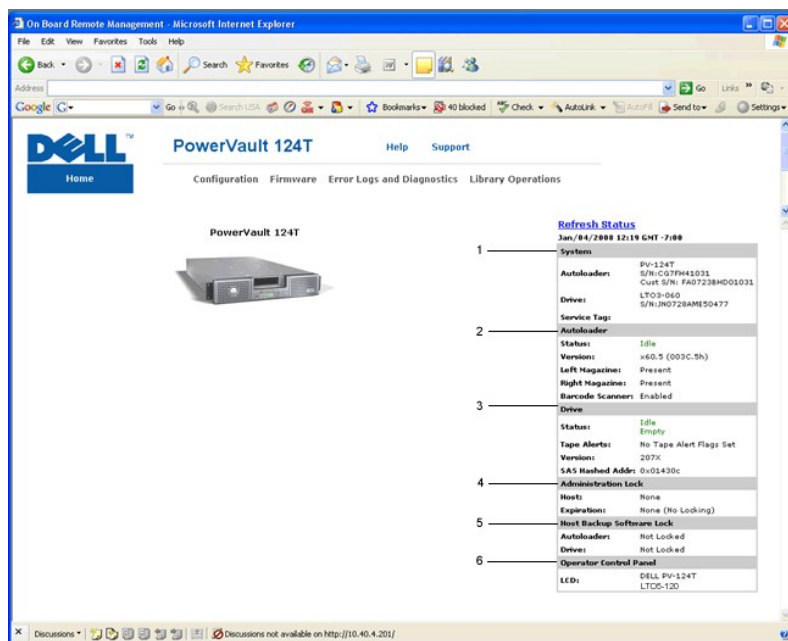 On Board Remote Management - Microsoft Internet Explorer
File Edit View Favorites Tools Help
Back Search Favorites
Address Go Links »
Google G Go Search USA Bookmarks 40 blocked Check AutoLink AutoFill Send to Settings
DELL™
PowerVault 124T Help Support
Home
Configuration Firmware Error Logs and Diagnostics Library Operations
PowerVault 124T
Refresh Status
Jan/04/2008 12:19 GMT -7:00
1 System
Autoloader: PV-124T
S/N:CG7FH41031
Cust S/N: FA0723BHD01031
Drive: LTO3-060
S/N:JN0728AME50477
Service Tag:
2 Autoloader
Status: Idle
Version: x60.5 (003C.5h)
Left Magazine: Present
Right Magazine: Present
Barcode Scanner: Enabled
3 Drive
Status: Idle
Empty
Tape Alerts: No Tape Alert Flags Set
Version: 207X
SAS Hashed Addr: 0x01430c
4 Administration Lock
Host: None
Expiration: None (No Locking)
5 Host Backup Software Lock
Autoloader: Not Locked
Drive: Not Locked
6 Operator Control Panel
LCD: DELL PV-124T
LTO5-120
Discussions Discussions not available on http://10.40.4.201/